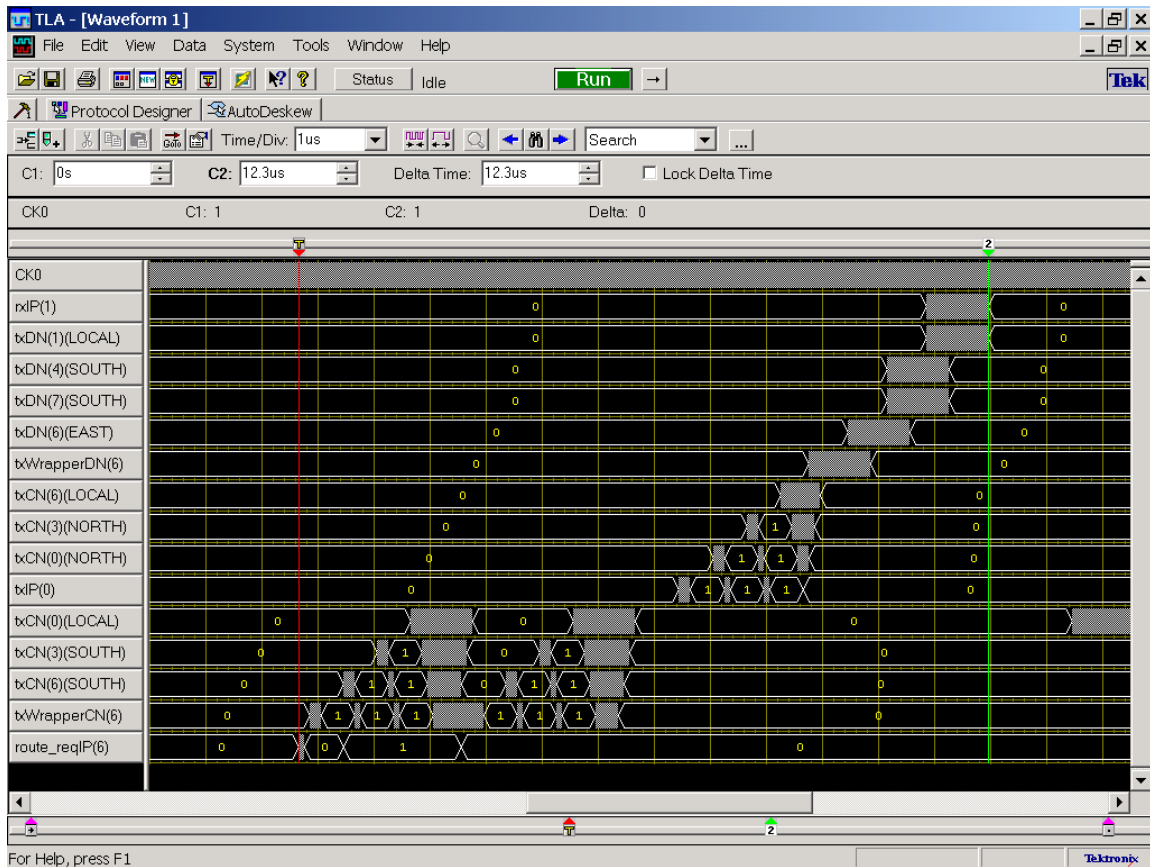 TLA - [Waveform 1]
File Edit View Data System Tools Window Help
NEW Status Idle Run Tek
Protocol Designer AutoDeskew
Goto Time/Div: 1us Search ...
C1: 0s C2: 12.3us Delta Time: 12.3us Lock Delta Time
CK0 C1: 1 C2: 1 Delta: 0
T 2
CK0
rxIP(1) 0 0
txDN(1)(LOCAL) 0 0
txDN(4)(SOUTH) 0 0
txDN(7)(SOUTH) 0 0
txDN(6)(EAST) 0 0
txWrapperDN(6) 0 0
txCN(6)(LOCAL) 0 0
txCN(3)(NORTH) 0 1 0
txCN(0)(NORTH) 0 1 1 0
txIP(0) 0 1 1 1 0
txCN(0)(LOCAL) 0 0 0
txCN(3)(SOUTH) 0 1 0 1 0
txCN(6)(SOUTH) 0 1 1 0 1 1 0
txWrapperCN(6) 0 1 1 1 1 1 1 0
route_reqIP(6) 0 0 1 0
T 2
For Help, press F1 Tektronix